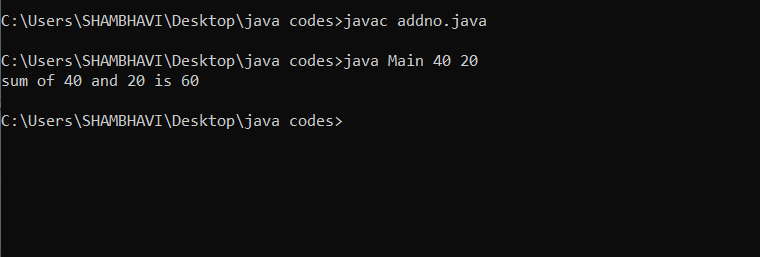 C:\Users\SHAMBHAVI\Desktop\java codes>javac addno.java
C:\Users\SHAMBHAVI\Desktop\java codes>java Main 40 20
sum of 40 and 20 is 60
C:\Users\SHAMBHAVI\Desktop\java codes>